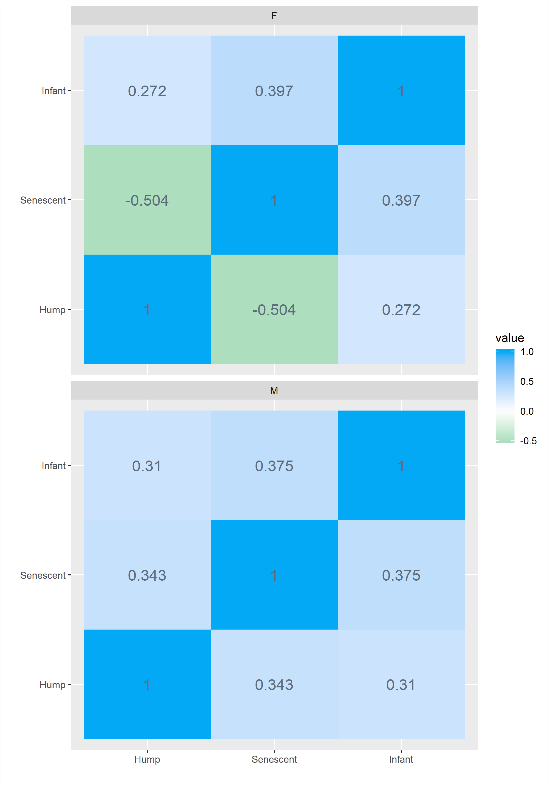 F
Infant 0.272 0.397 1
Senescent -0.504 1 0.397
Hump 1 -0.504 0.272
value
1.0
0.5
0.0
-0.5
M
Infant 0.31 0.375 1
Senescent 0.343 1 0.375
Hump 1 0.343 0.31
Hump Senescent Infant